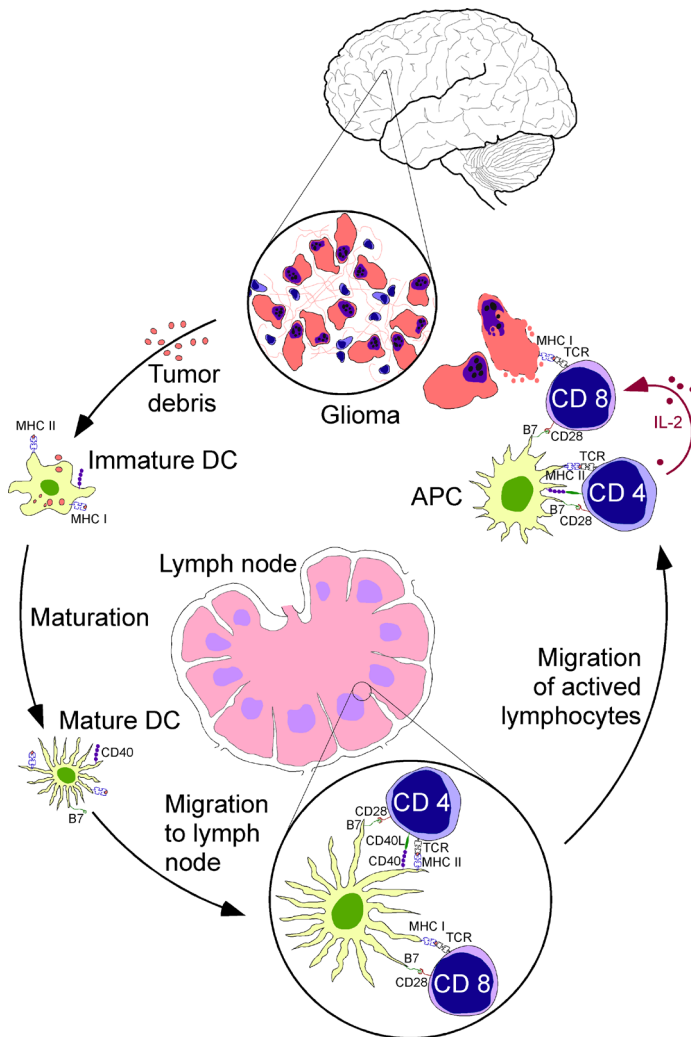 Glioma
Tumor
debris
MHC II
Immature DC
MHC I
Maturation
Mature DC
CD40
B7
Migration
to lymph
node
Lymph node
CD 4
CD28
B7
CD40L
TCR
CD40
MHC II
MHC I
TCR
B7
CD28
CD 8
Migration
of actived
lymphocytes
MHC I
TCR
CD 8
IL-2
B7
CD28
TCR
MHC II
CD 4
APC
B7
CD28